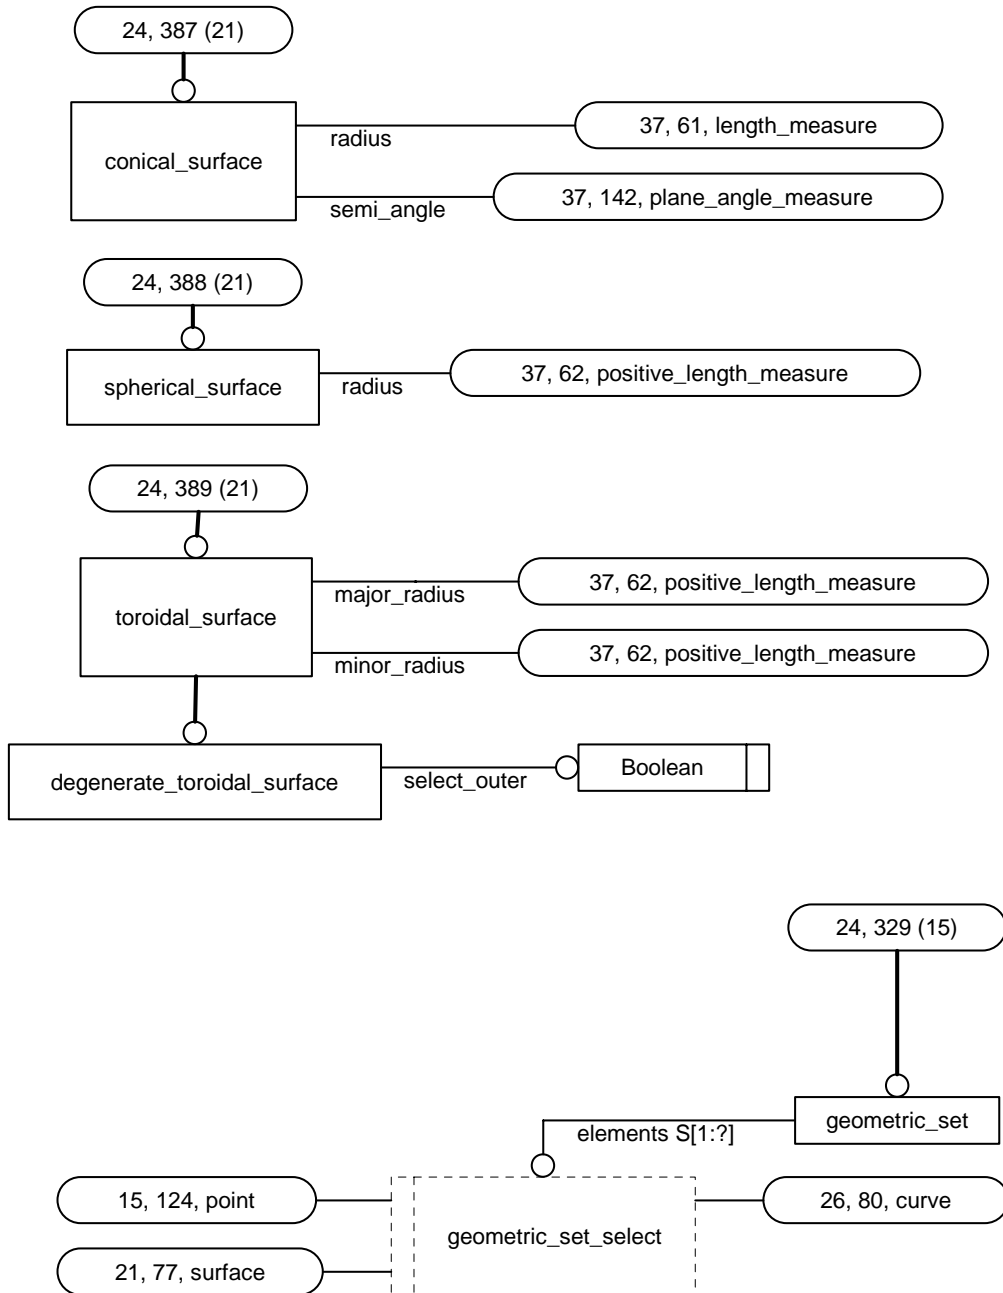 24, 387 (21)
conical_surface
radius
37, 61, length_measure
semi_angle
37, 142, plane_angle_measure
24, 388 (21)
spherical_surface
radius
37, 62, positive_length_measure
24, 389 (21)
toroidal_surface
major_radius
37, 62, positive_length_measure
minor_radius
37, 62, positive_length_measure
degenerate_toroidal_surface
select_outer
Boolean
24, 329 (15)
geometric_set
elements S[1:?]
15, 124, point
geometric_set_select
26, 80, curve
21, 77, surface